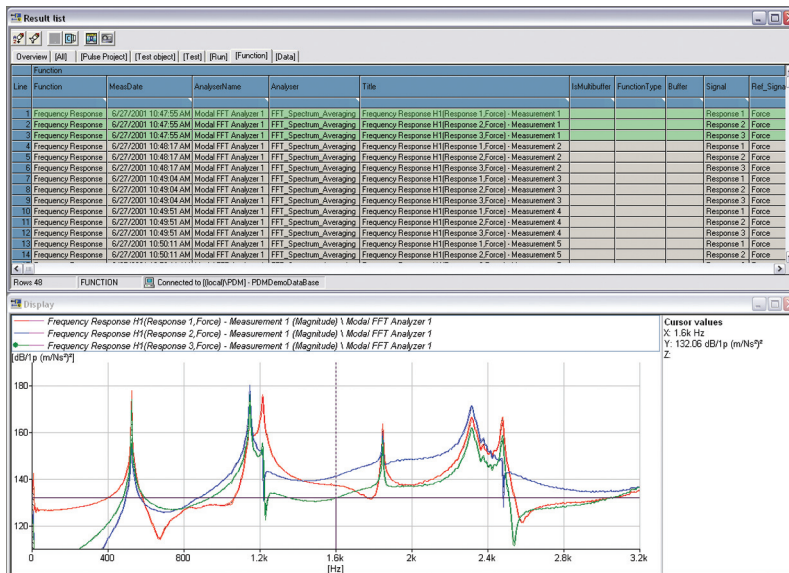 Result list
Overview [All] [Pulse Project] [Test object] [Test] [Run] [Function] [Data]
Function
Line Function MeasDate AnalyserName Analyser Title IsMultibuffer FunctionType Buffer Signal Ref_Signa
1 Frequency Response 6/27/2001 10:47:55 AM Modal FFT Analyzer 1 FFT_Spectrum_Averaging Frequency Response H1(Response 1,Force) - Measurement 1 Response 1 Force
2 Frequency Response 6/27/2001 10:47:55 AM Modal FFT Analyzer 1 FFT_Spectrum_Averaging Frequency Response H1(Response 2,Force) - Measurement 1 Response 2 Force
3 Frequency Response 6/27/2001 10:47:55 AM Modal FFT Analyzer 1 FFT_Spectrum_Averaging Frequency Response H1(Response 3,Force) - Measurement 1 Response 3 Force
4 Frequency Response 6/27/2001 10:48:17 AM Modal FFT Analyzer 1 FFT_Spectrum_Averaging Frequency Response H1(Response 1,Force) - Measurement 2 Response 1 Force
5 Frequency Response 6/27/2001 10:48:17 AM Modal FFT Analyzer 1 FFT_Spectrum_Averaging Frequency Response H1(Response 2,Force) - Measurement 2 Response 2 Force
6 Frequency Response 6/27/2001 10:48:17 AM Modal FFT Analyzer 1 FFT_Spectrum_Averaging Frequency Response H1(Response 3,Force) - Measurement 2 Response 3 Force
7 Frequency Response 6/27/2001 10:49:04 AM Modal FFT Analyzer 1 FFT_Spectrum_Averaging Frequency Response H1(Response 1,Force) - Measurement 3 Response 1 Force
8 Frequency Response 6/27/2001 10:49:04 AM Modal FFT Analyzer 1 FFT_Spectrum_Averaging Frequency Response H1(Response 2,Force) - Measurement 3 Response 2 Force
9 Frequency Response 6/27/2001 10:49:04 AM Modal FFT Analyzer 1 FFT_Spectrum_Averaging Frequency Response H1(Response 3,Force) - Measurement 3 Response 3 Force
10 Frequency Response 6/27/2001 10:49:51 AM Modal FFT Analyzer 1 FFT_Spectrum_Averaging Frequency Response H1(Response 1,Force) - Measurement 4 Response 1 Force
11 Frequency Response 6/27/2001 10:49:51 AM Modal FFT Analyzer 1 FFT_Spectrum_Averaging Frequency Response H1(Response 2,Force) - Measurement 4 Response 2 Force
12 Frequency Response 6/27/2001 10:49:51 AM Modal FFT Analyzer 1 FFT_Spectrum_Averaging Frequency Response H1(Response 3,Force) - Measurement 4 Response 3 Force
13 Frequency Response 6/27/2001 10:50:11 AM Modal FFT Analyzer 1 FFT_Spectrum_Averaging Frequency Response H1(Response 1,Force) - Measurement 5 Response 1 Force
14 Frequency Response 6/27/2001 10:50:11 AM Modal FFT Analyzer 1 FFT_Spectrum_Averaging Frequency Response H1(Response 2,Force) - Measurement 5 Response 2 Force
Rows 48 FUNCTION Connected to [(local)\PDM] - PDMDemoDataBase
Display
Frequency Response H1(Response 1,Force) - Measurement 1 (Magnitude) \ Modal FFT Analyzer 1
Frequency Response H1(Response 2,Force) - Measurement 1 (Magnitude) \ Modal FFT Analyzer 1
Frequency Response H1(Response 3,Force) - Measurement 1 (Magnitude) \ Modal FFT Analyzer 1
Cursor values
X: 1.6k Hz
Y: 132.06 dB/1p (m/Ns²)²
Z:
[dB/1p (m/Ns²)²]
180
160
140
120
0 400 800 1.2k 1.6k 2k 2.4k 2.8k 3.2k
[Hz]